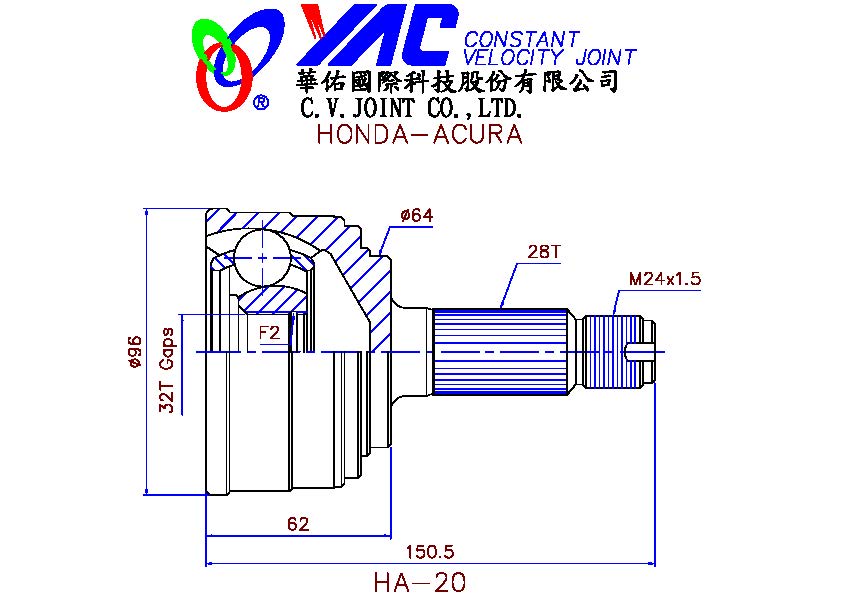 YAC CONSTANT
VELOCITY JOINT
®
華佑國際科技股份有限公司
C.V.JOINT CO.,LTD.
HONDA-ACURA
ø64
28T
M24x1.5
F2
ø96
32T Gaps
62
150.5
HA-20